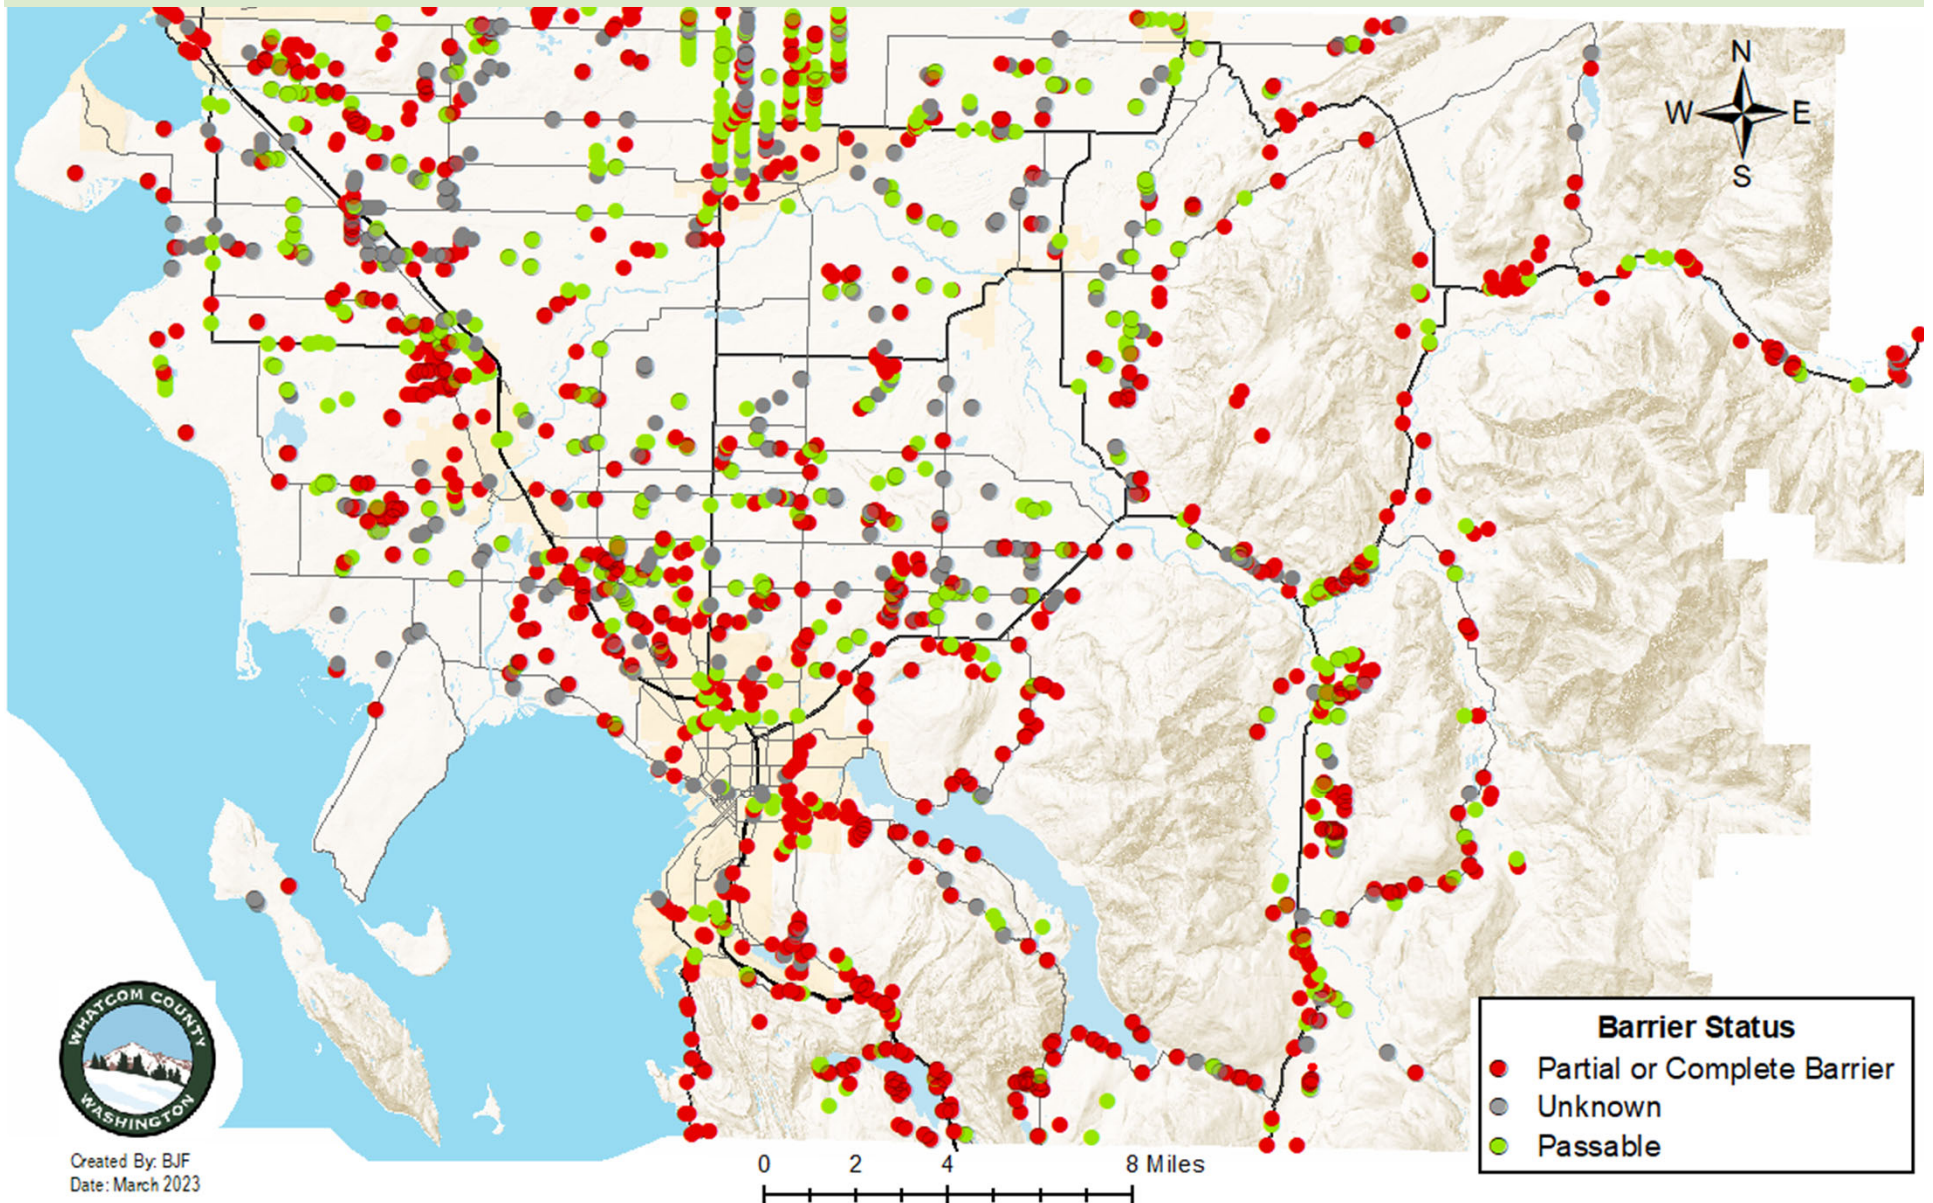 N
W E
S
WHATCOM COUNTY
WASHINGTON
Created By: BJF
Date: March 2023
0 2 4 8 Miles
Barrier Status
Partial or Complete Barrier
Unknown
Passable